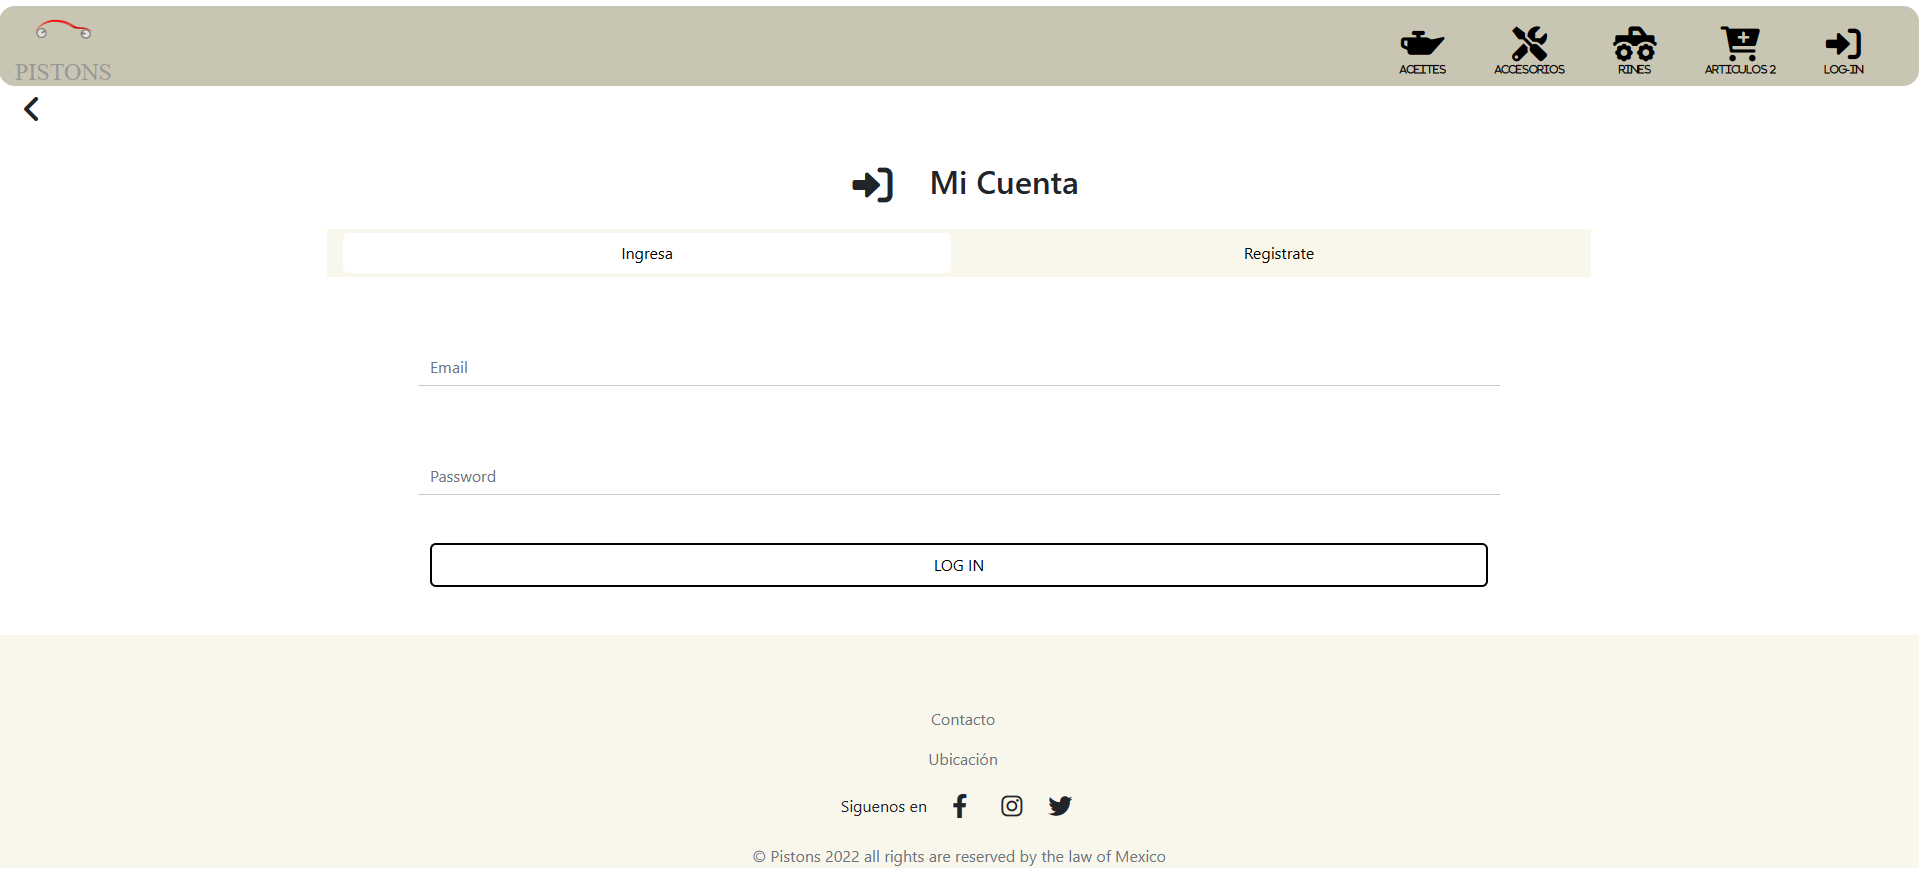 PISTONS
ACEITES
ACCESORIOS
RINES
ARTICULOS 2
LOG-IN
Mi Cuenta
Ingresa
Registrate
Email
Password
LOG IN
Contacto
Ubicación
Siguenos en
© Pistons 2022 all rights are reserved by the law of Mexico